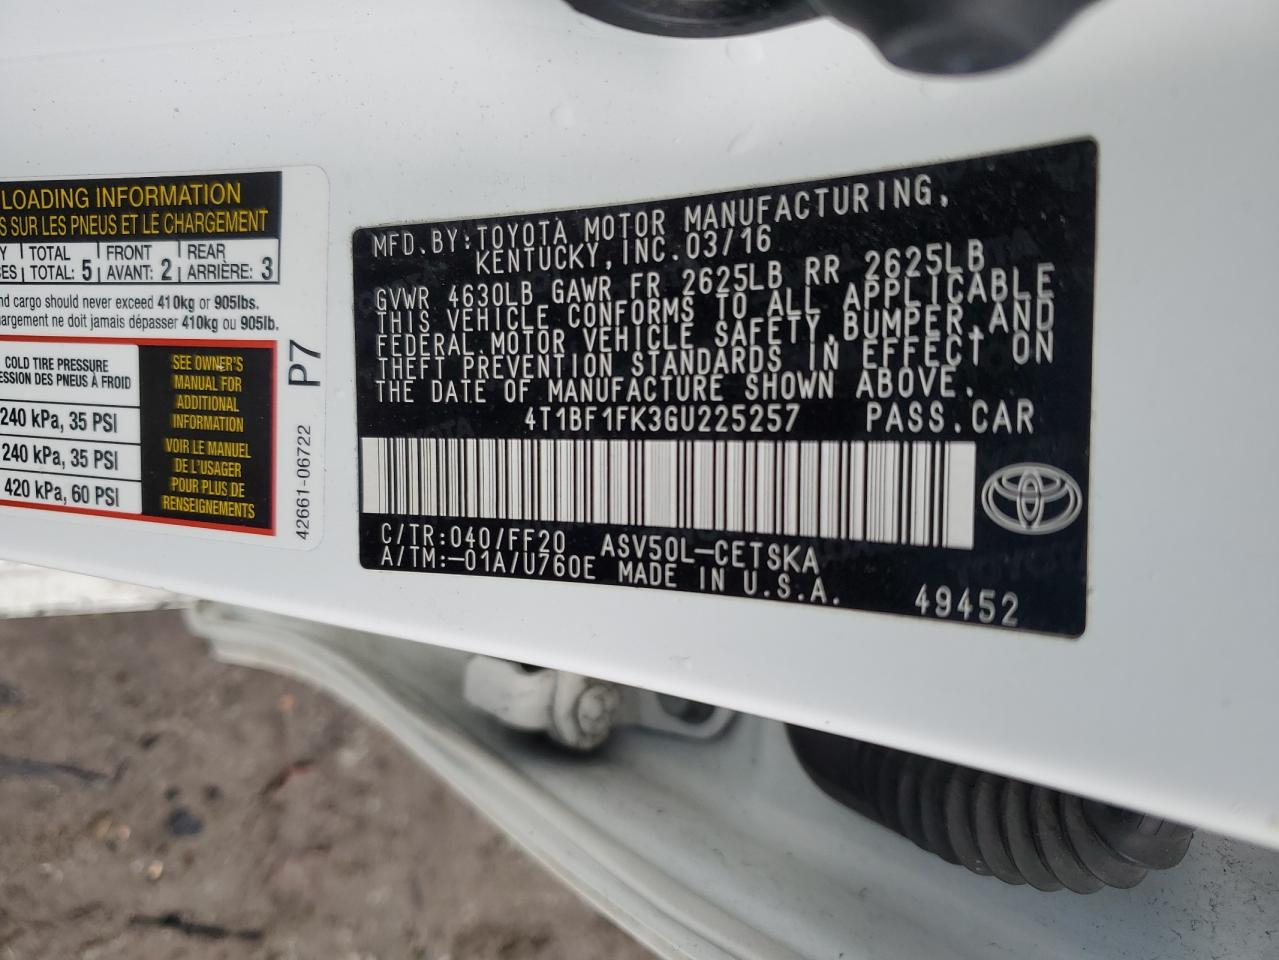 LOADING INFORMATION
S SUR LES PNEUS ET LE CHARGEMENT
TOTAL FRONT REAR
TOTAL: 5 AVANT: 2 ARRIÈRE: 3
cargo should never exceed 410kg or 905lbs.
ne doit jamais dépasser 410kg ou 905lb.
COLD TIRE PRESSURE
DES PNEUS À FROID
240 kPa, 35 PSI
240 kPa, 35 PSI
420 kPa, 60 PSI
SEE OWNER'S
MANUAL FOR
ADDITIONAL
INFORMATION
VOIR LE MANUEL
DE L'USAGER
POUR PLUS DE
RENSEIGNEMENTS
P7
42661-06722
MFD.BY:TOYOTA MOTOR MANUFACTURING,
KENTUCKY, INC.03/16
GVWR 4630LB GAWR FR 2625LB RR 2625LB
THIS VEHICLE CONFORMS TO ALL APPLICABLE
FEDERAL MOTOR VEHICLE SAFETY,BUMPER,AND
THEFT PREVENTION STANDARDS IN EFFECT ON
THE DATE OF MANUFACTURE SHOWN ABOVE.
4T1BF1FK3GU225257 PASS.CAR
C/TR:040/FF20 ASV50L-CETSKA
A/TM:-01A/U760E MADE IN U.S.A.
49452